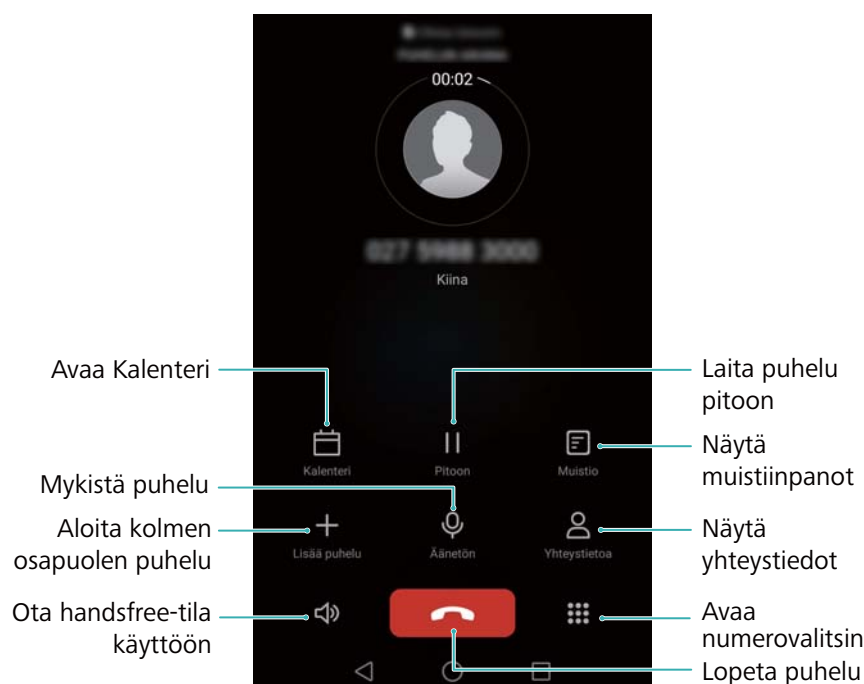 00:02
Kiina
Avaa Kalenteri
Laita puhelu
pitoon
Kalenteri
Pitoon
Muistio
Näytä
muistiinpanot
Mykistä puhelu
Aloita kolmen
osapuolen puhelu
Lisää puhelu
Äänetön
Yhteystietoa
Näytä
yhteystiedot
Ota handsfree-tila
käyttöön
Avaa
numerovalitsin
Lopeta puhelu